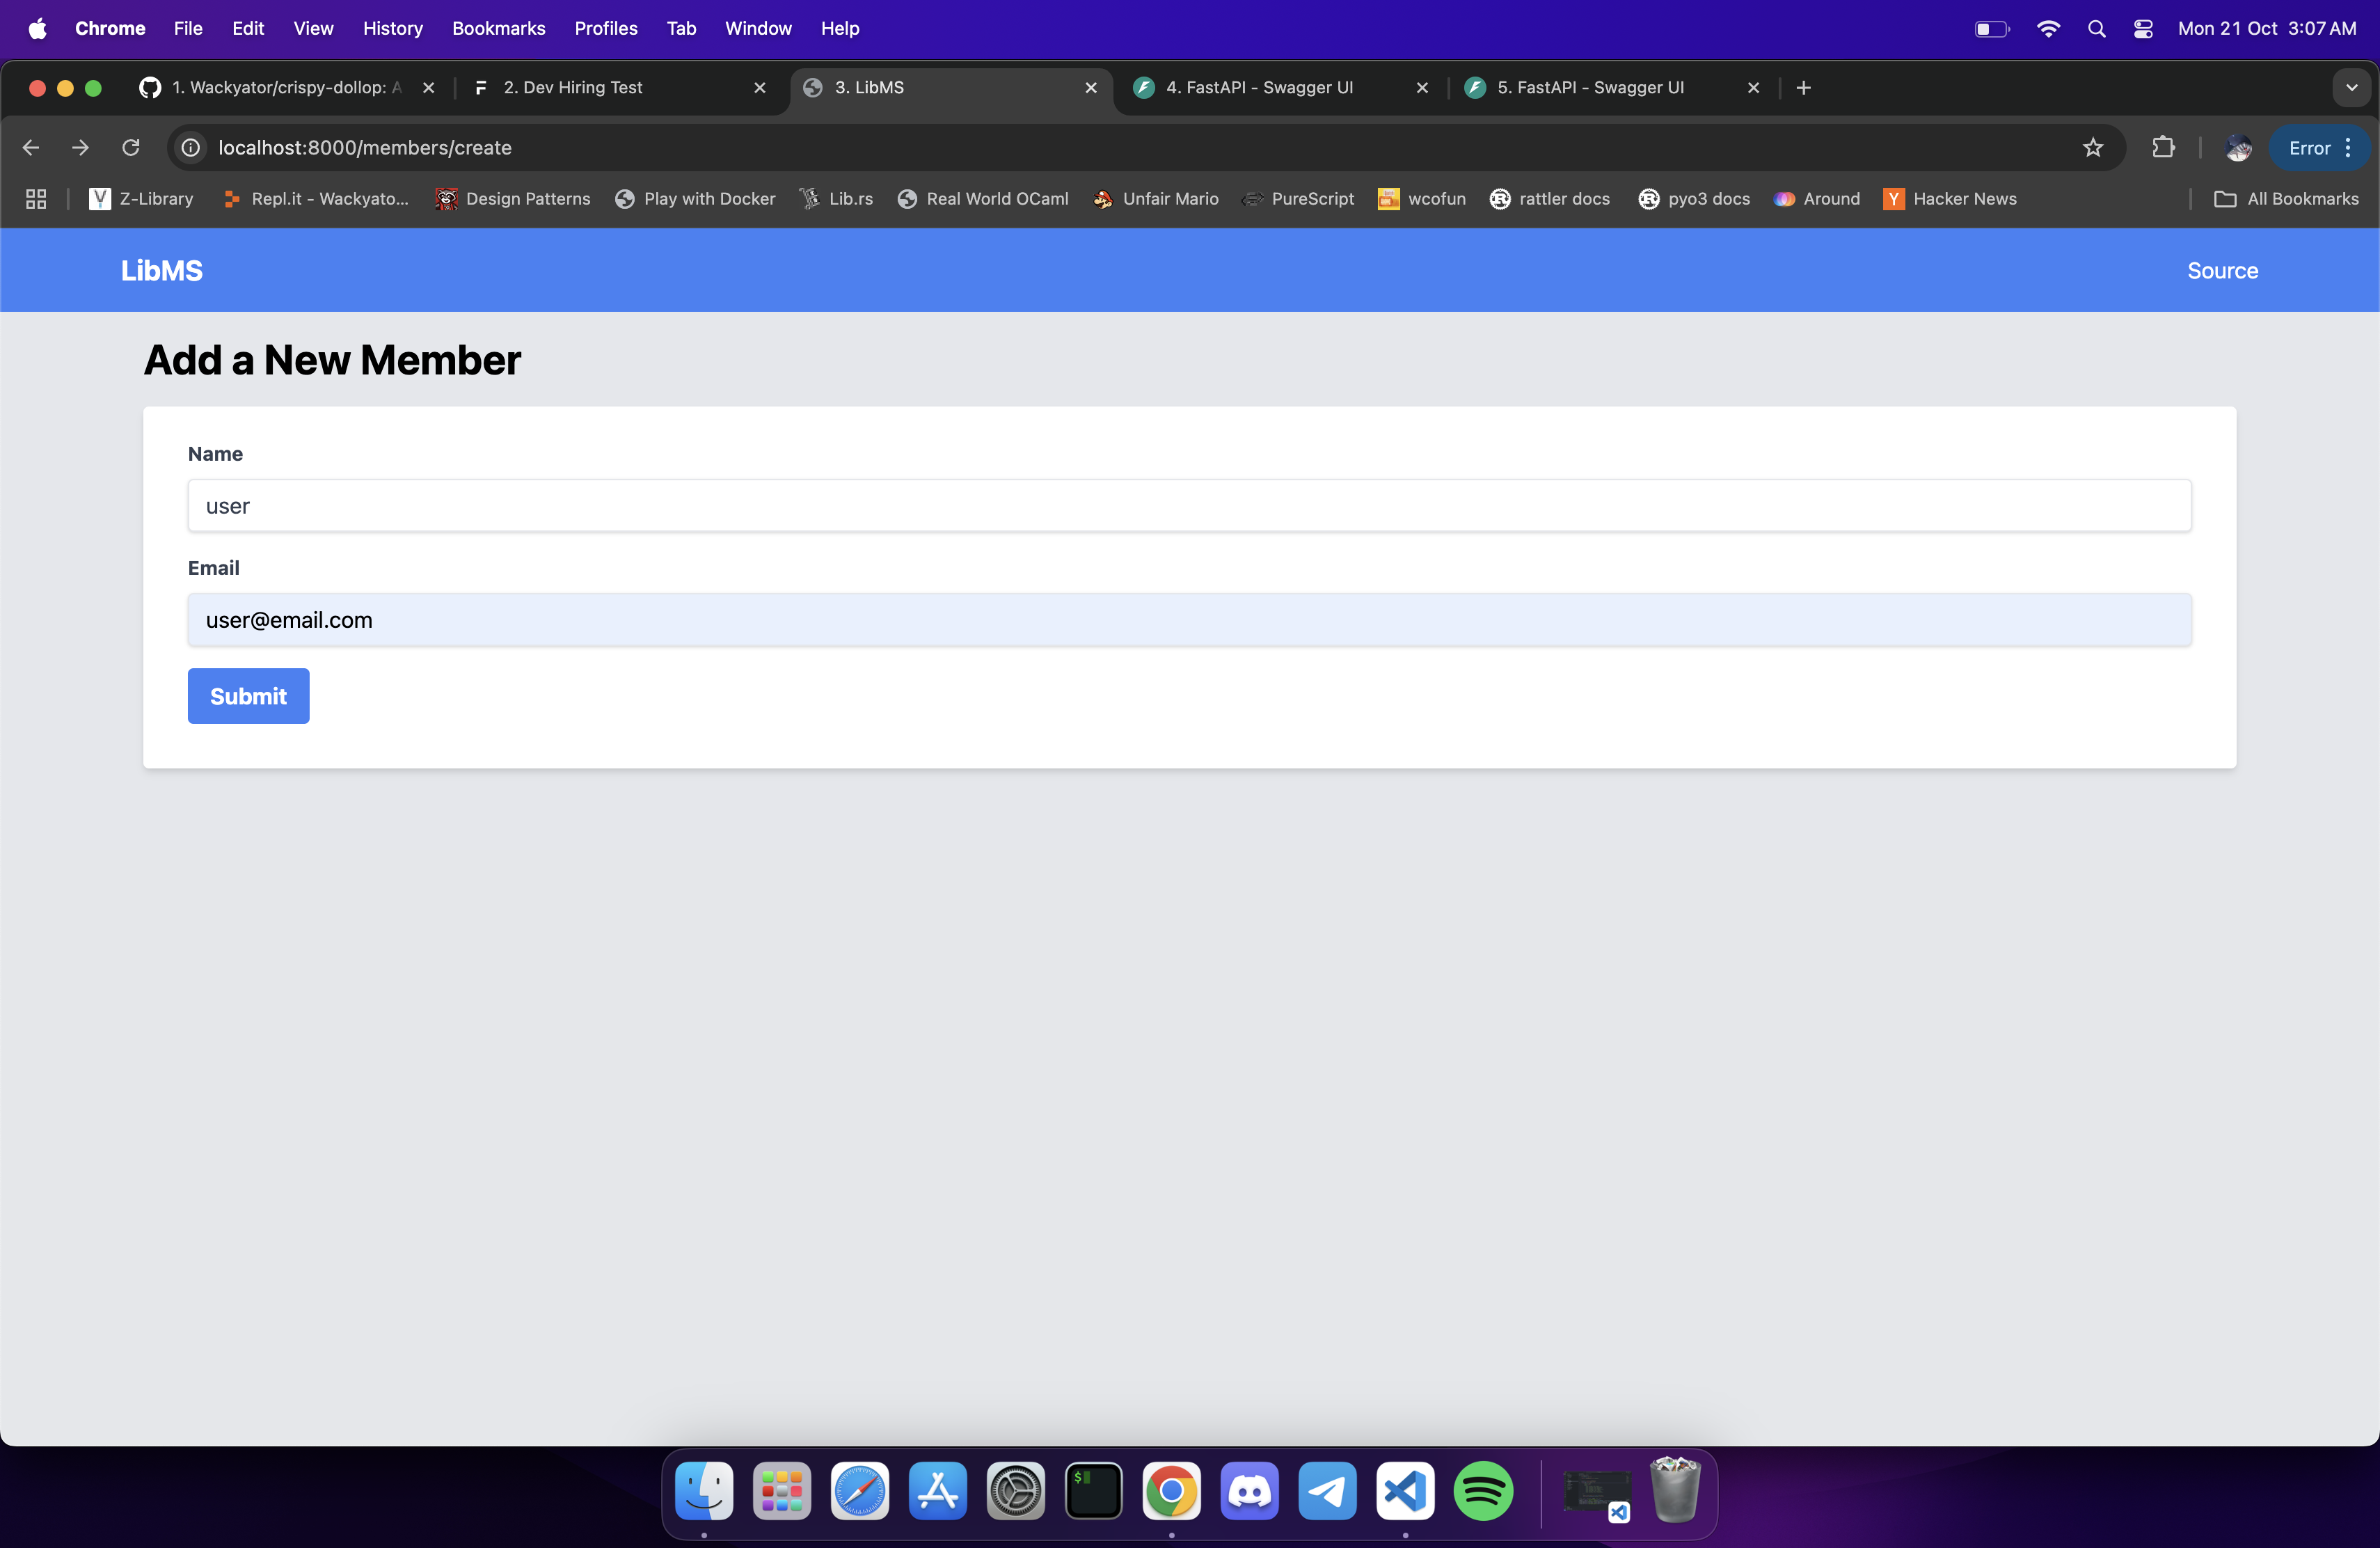 Chrome File Edit View History Bookmarks Profiles Tab Window Help Mon 21 Oct 3:07 AM
1. Wackyator/crispy-dollop: A 2. Dev Hiring Test 3. LibMS 4. FastAPI - Swagger UI 5. FastAPI - Swagger UI
localhost:8000/members/create Error
Z-Library Repl.it - Wackyato... Design Patterns Play with Docker Lib.rs Real World OCaml Unfair Mario PureScript wcofun rattler docs pyo3 docs Around Hacker News All Bookmarks
LibMS Source
Add a New Member
Name
user
Email
user@email.com
Submit